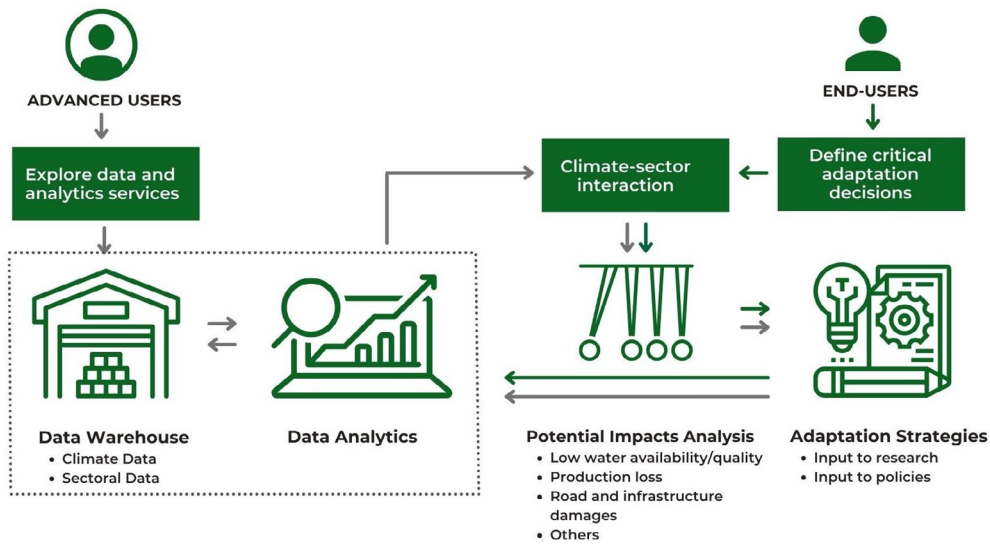 ADVANCED USERS
END-USERS
Explore data and
analytics services
Climate-sector
interaction
Define critical
adaptation
decisions
Data Warehouse
• Climate Data
• Sectoral Data
Data Analytics
Potential Impacts Analysis
• Low water availability/quality
• Production loss
• Road and infrastructure
damages
• Others
Adaptation Strategies
• Input to research
• Input to policies